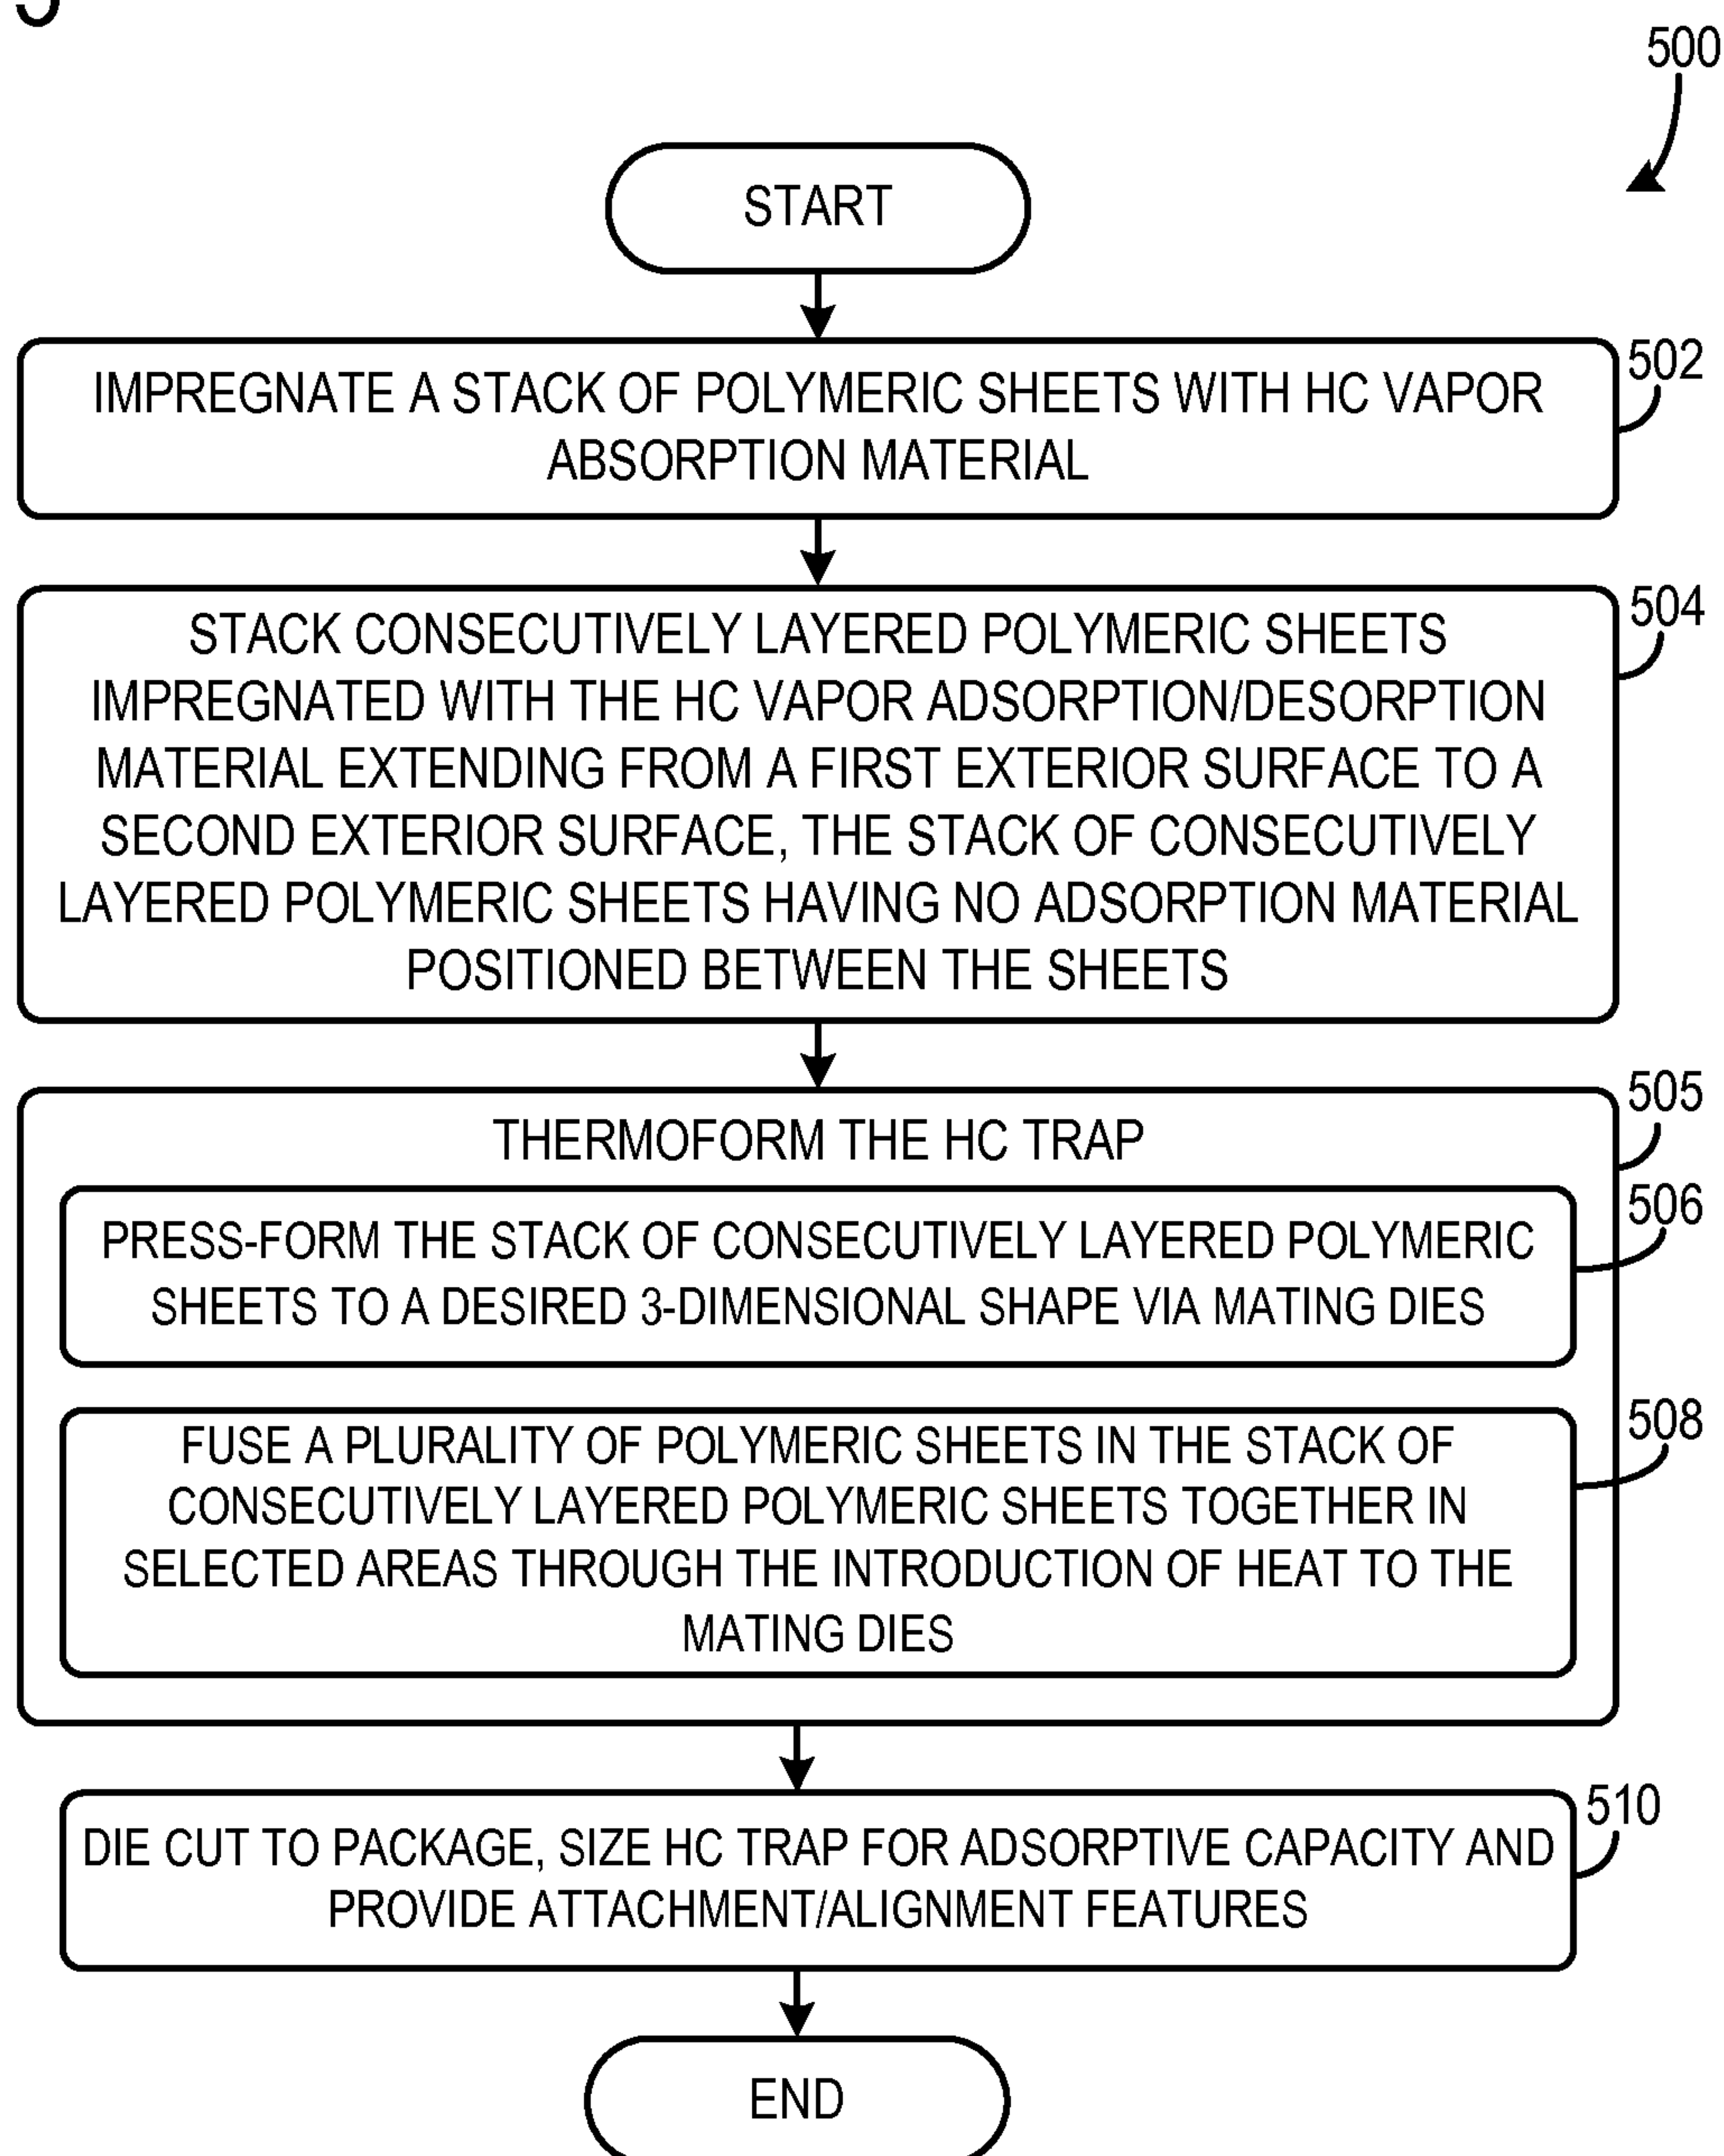 500
START
502
IMPREGNATE A STACK OF POLYMERIC SHEETS WITH HC VAPOR
ABSORPTION MATERIAL
504
STACK CONSECUTIVELY LAYERED POLYMERIC SHEETS
IMPREGNATED WITH THE HC VAPOR ADSORPTION/DESORPTION
MATERIAL EXTENDING FROM A FIRST EXTERIOR SURFACE TO A
SECOND EXTERIOR SURFACE, THE STACK OF CONSECUTIVELY
LAYERED POLYMERIC SHEETS HAVING NO ADSORPTION MATERIAL
POSITIONED BETWEEN THE SHEETS
505
THERMOFORM THE HC TRAP
506
PRESS-FORM THE STACK OF CONSECUTIVELY LAYERED POLYMERIC
SHEETS TO A DESIRED 3-DIMENSIONAL SHAPE VIA MATING DIES
508
FUSE A PLURALITY OF POLYMERIC SHEETS IN THE STACK OF
CONSECUTIVELY LAYERED POLYMERIC SHEETS TOGETHER IN
SELECTED AREAS THROUGH THE INTRODUCTION OF HEAT TO THE
MATING DIES
510
DIE CUT TO PACKAGE, SIZE HC TRAP FOR ADSORPTIVE CAPACITY AND
PROVIDE ATTACHMENT/ALIGNMENT FEATURES
END